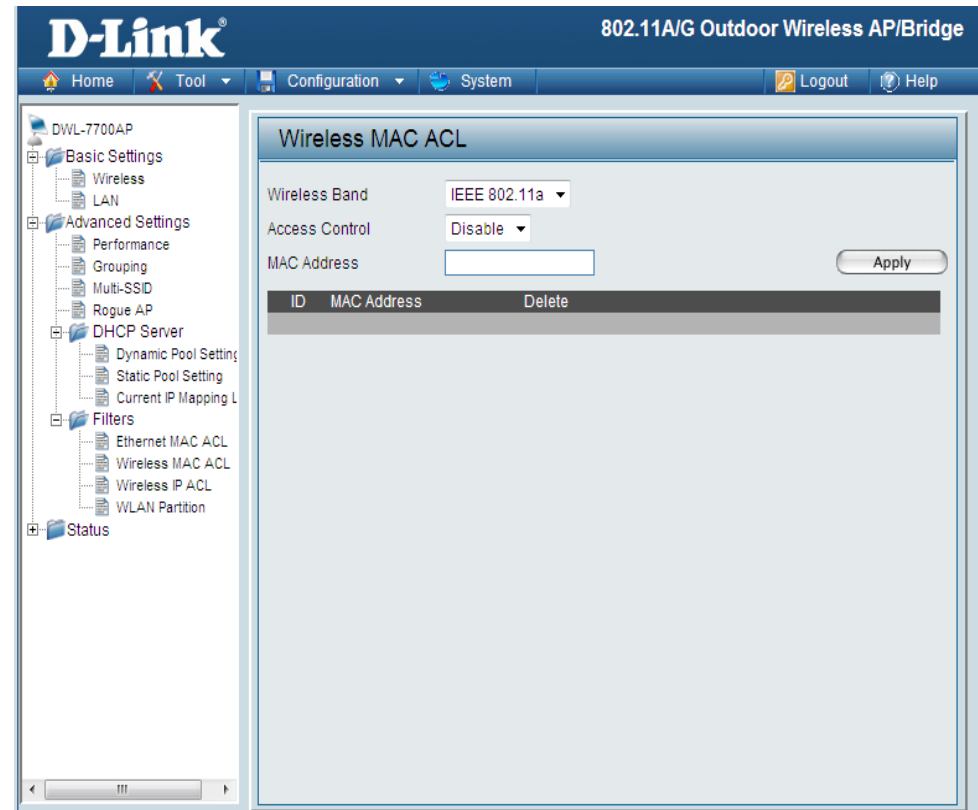 D-Link®
802.11A/G Outdoor Wireless AP/Bridge
Home
Tool
Configuration
System
Logout
Help
DWL-7700AP
Basic Settings
Wireless
LAN
Advanced Settings
Performance
Grouping
Multi-SSID
Rogue AP
DHCP Server
Dynamic Pool Setting
Static Pool Setting
Current IP Mapping L
Filters
Ethernet MAC ACL
Wireless MAC ACL
Wireless IP ACL
WLAN Partition
Status
Wireless MAC ACL
Wireless Band IEEE 802.11a
Access Control Disable
MAC Address
Apply
ID MAC Address Delete